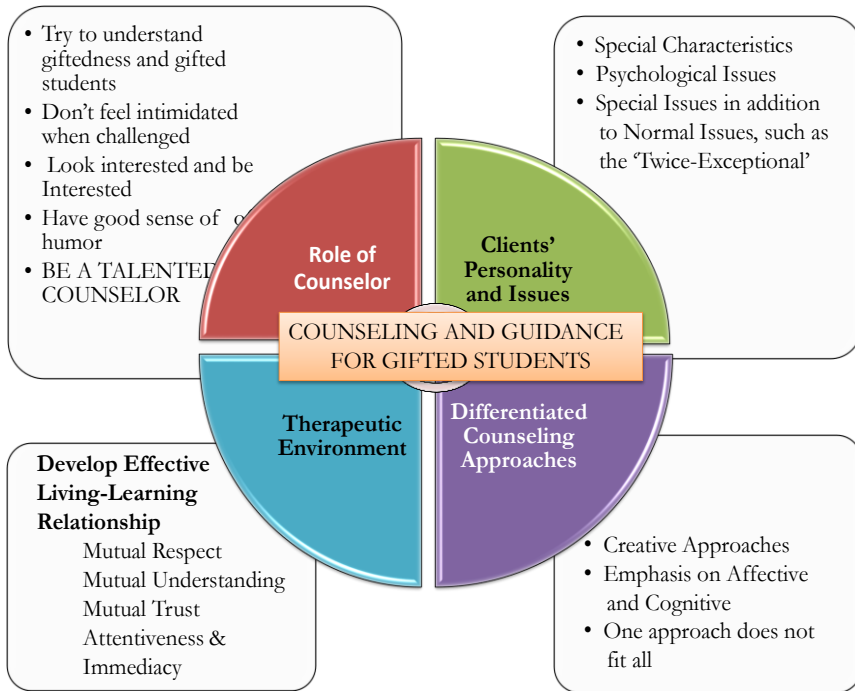 • Try to understand
giftedness and gifted
students
• Don't feel intimidated
when challenged
• Look interested and be
Interested
• Have good sense of o
humor
• BE A TALENTED
COUNSELOR
• Special Characteristics
• Psychological Issues
• Special Issues in addition
to Normal Issues, such as
the ‘Twice-Exceptional’
Role of
Counselor
Clients’
Personality
and Issues
COUNSELING AND GUIDANCE
FOR GIFTED STUDENTS
Therapeutic
Environment
Differentiated
Counseling
Approaches
Develop Effective
Living-Learning
Relationship
Mutual Respect
Mutual Understanding
Mutual Trust
Attentiveness &
Immediacy
• Creative Approaches
• Emphasis on Affective
and Cognitive
• One approach does not
fit all